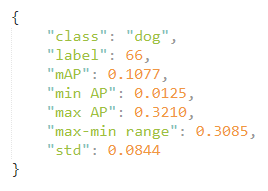 {
    "class": "dog",
    "label": 66,
    "mAP": 0.1077,
    "min AP": 0.0125,
    "max AP": 0.3210,
    "max-min range": 0.3085,
    "std": 0.0844
}